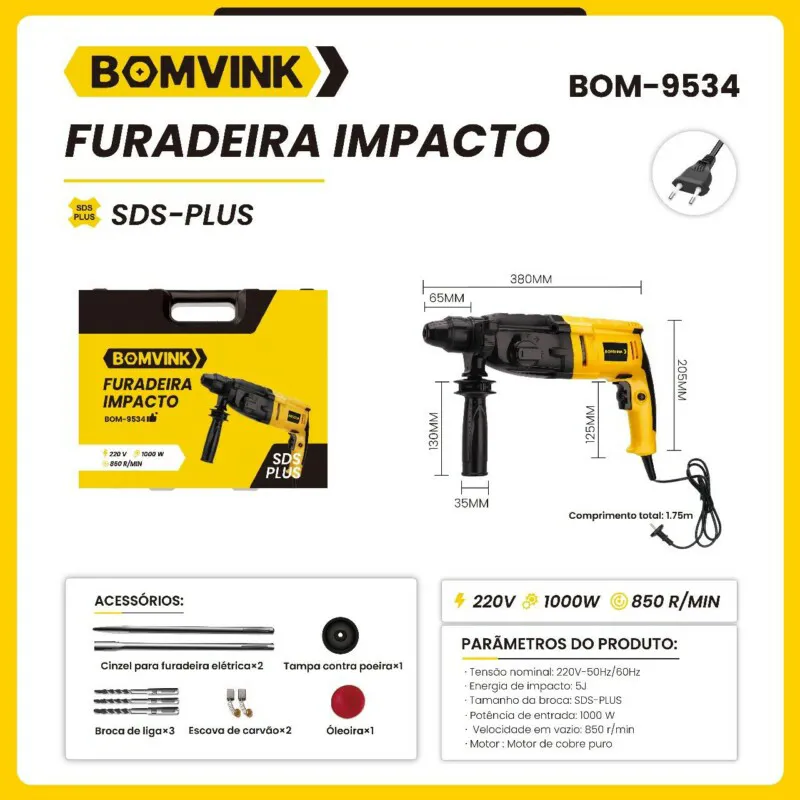 BOMVINK
BOM-9534
FURADEIRA IMPACTO
SDS PLUS
SDS-PLUS
BOMVINK
FURADEIRA
IMPACTO
BOM-9534
220 V 1000 W
850 R/MIN
SDS
PLUS
380MM
65MM
BOMVINK
205MM
130MM
125MM
35MM
Comprimento total: 1.75m
ACESSÓRIOS:
Cinzel para furadeira elétrica×2
Tampa contra poeira×1
Broca de liga×3
Escova de carvão×2
Óleoira×1
220V 1000W 850 R/MIN
PARÃMETROS DO PRODUTO:
· Tensão nominal: 220V-50Hz/60Hz
· Energia de impacto: 5J
· Tamanho da broca: SDS-PLUS
· Potência de entrada: 1000 W
· Velocidade em vazio: 850 r/min
· Motor : Motor de cobre puro